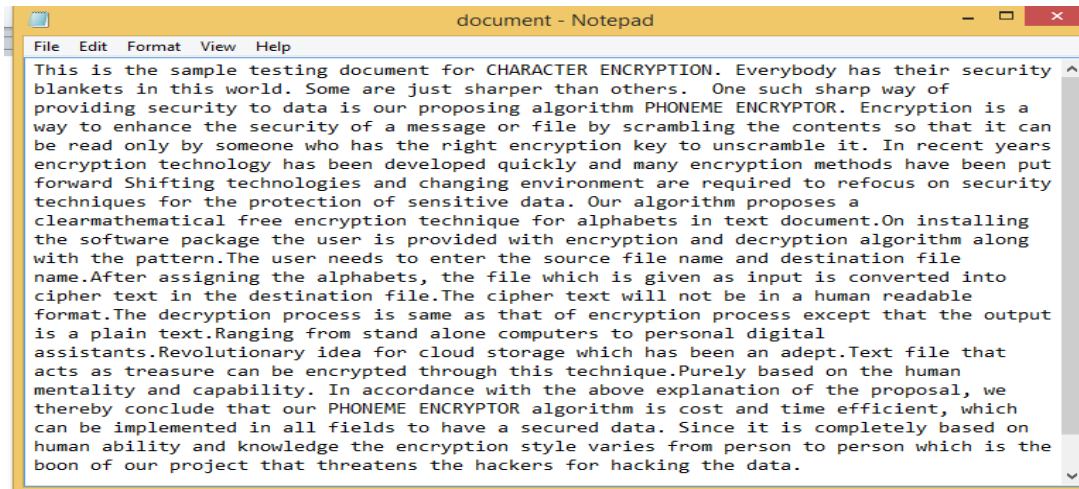 document - Notepad
File Edit Format View Help
This is the sample testing document for CHARACTER ENCRYPTION. Everybody has their security
blankets in this world. Some are just sharper than others.  One such sharp way of
providing security to data is our proposing algorithm PHONEME ENCRYPTOR. Encryption is a
way to enhance the security of a message or file by scrambling the contents so that it can
be read only by someone who has the right encryption key to unscramble it. In recent years
encryption technology has been developed quickly and many encryption methods have been put
forward Shifting technologies and changing environment are required to refocus on security
techniques for the protection of sensitive data. Our algorithm proposes a
clearmathematical free encryption technique for alphabets in text document.On installing
the software package the user is provided with encryption and decryption algorithm along
with the pattern.The user needs to enter the source file name and destination file
name.After assigning the alphabets, the file which is given as input is converted into
cipher text in the destination file.The cipher text will not be in a human readable
format.The decryption process is same as that of encryption process except that the output
is a plain text.Ranging from stand alone computers to personal digital
assistants.Revolutionary idea for cloud storage which has been an adept.Text file that
acts as treasure can be encrypted through this technique.Purely based on the human
mentality and capability. In accordance with the above explanation of the proposal, we
thereby conclude that our PHONEME ENCRYPTOR algorithm is cost and time efficient, which
can be implemented in all fields to have a secured data. Since it is completely based on
human ability and knowledge the encryption style varies from person to person which is the
boon of our project that threatens the hackers for hacking the data.